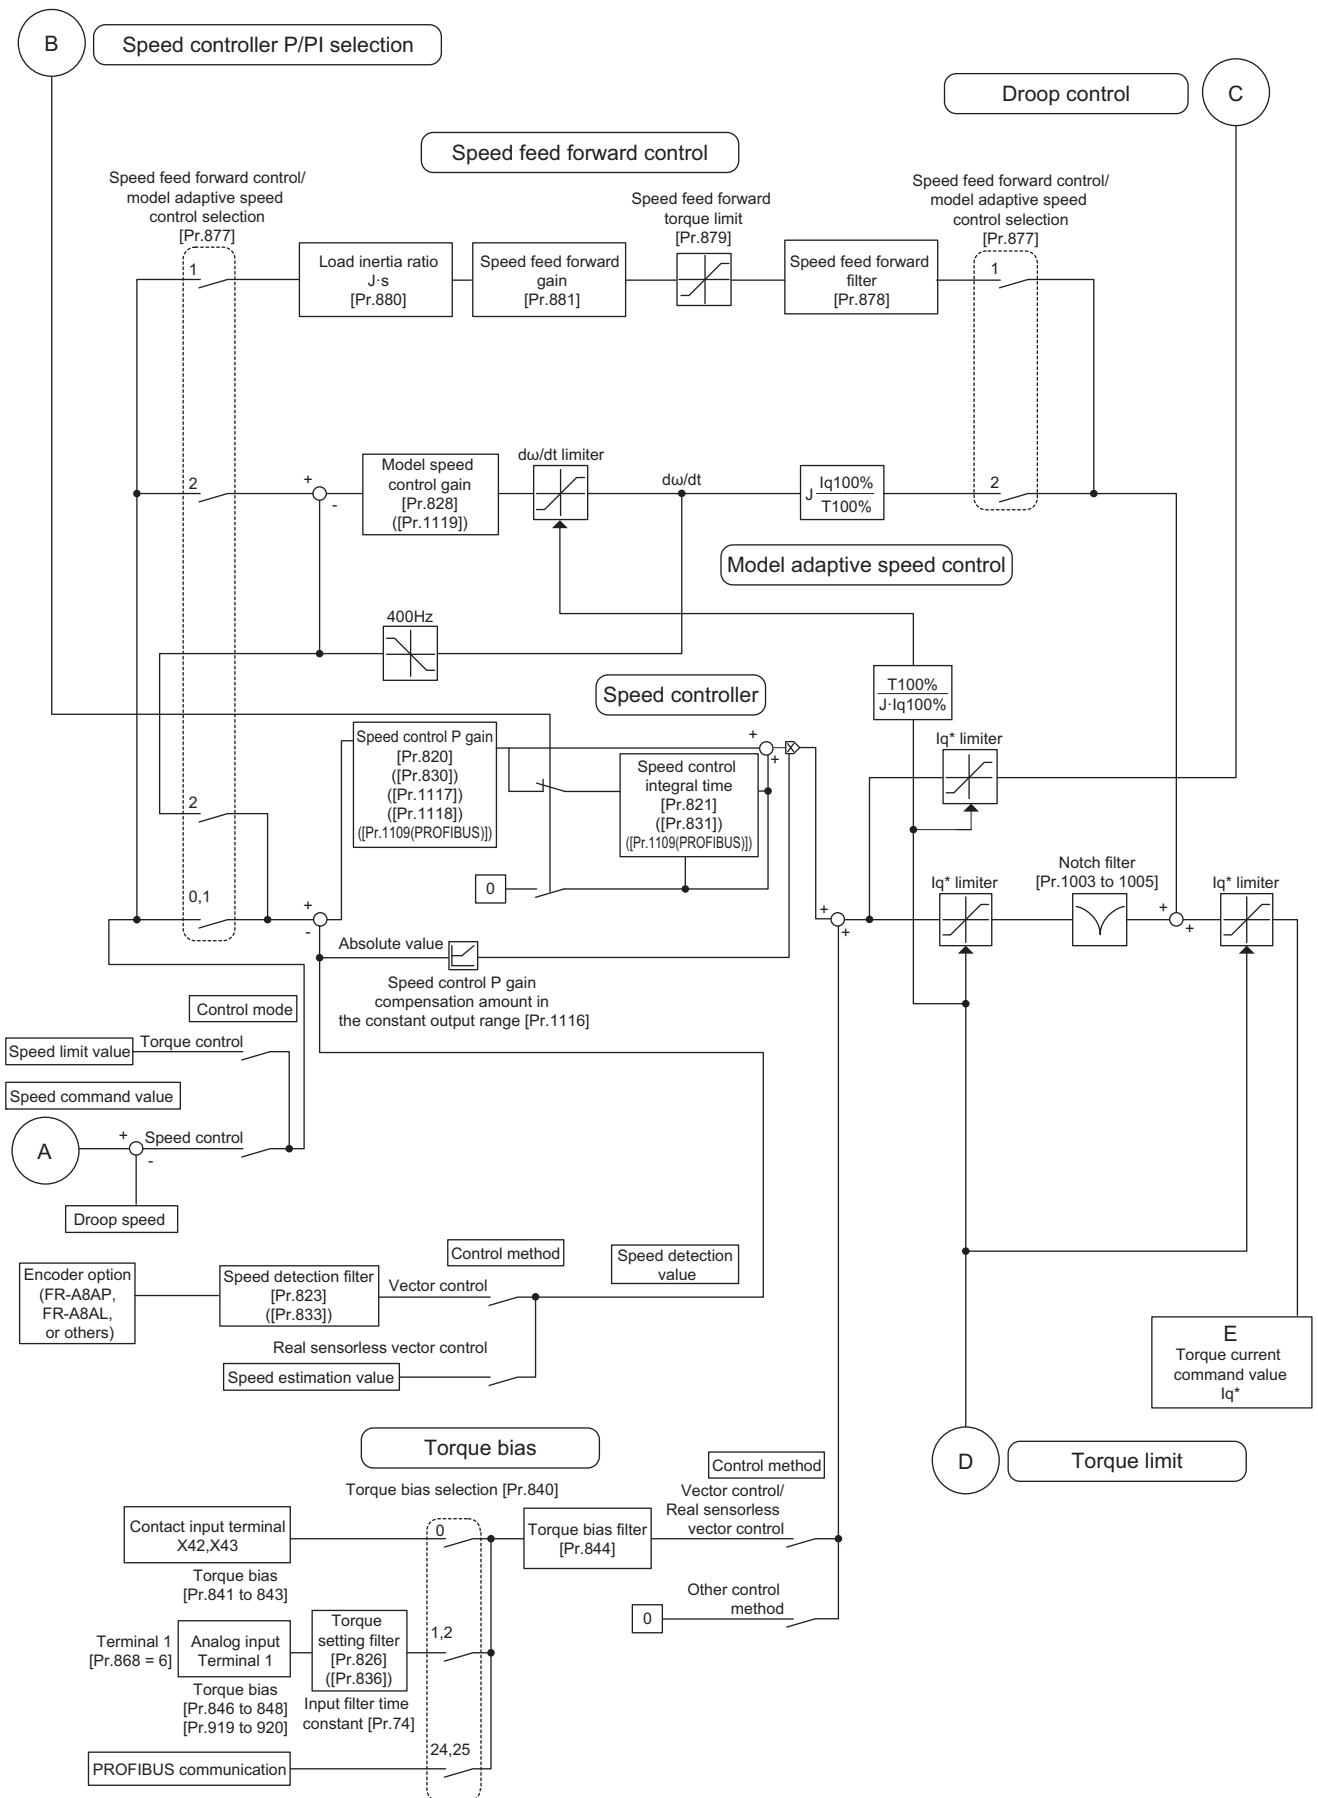 B
Speed controller P/PI selection
Droop control
C
Speed feed forward control
Speed feed forward control/
model adaptive speed
control selection
[Pr.877]
Speed feed forward
torque limit
[Pr.879]
Speed feed forward control/
model adaptive speed
control selection
[Pr.877]
1
Load inertia ratio
J·s
[Pr.880]
Speed feed forward
gain
[Pr.881]
Speed feed forward
filter
[Pr.878]
1
2
+
-
Model speed
control gain
[Pr.828]
([Pr.1119])
dω/dt limiter
dω/dt
J Iq100%
T100%
2
Model adaptive speed control
400Hz
T100%
J·Iq100%
Speed controller
Speed control P gain
[Pr.820]
([Pr.830])
([Pr.1117])
([Pr.1118])
([Pr.1109(PROFIBUS)])
+
+
X
Speed control
integral time
[Pr.821]
([Pr.831])
([Pr.1109(PROFIBUS)])
Iq* limiter
2
0
0,1
+
-
+
+
Iq* limiter
Notch filter
[Pr.1003 to 1005]
+
+
Iq* limiter
Absolute value
Speed control P gain
compensation amount in
the constant output range [Pr.1116]
Control mode
Speed limit value
Torque control
Speed command value
A
+
-
Speed control
Droop speed
Encoder option
(FR-A8AP,
FR-A8AL,
or others)
Speed detection filter
[Pr.823]
([Pr.833])
Control method
Vector control
Speed detection
value
Real sensorless vector control
Speed estimation value
E
Torque current
command value
Iq*
D
Torque limit
Torque bias
Control method
Torque bias selection [Pr.840]
Vector control/
Real sensorless
vector control
Contact input terminal
X42,X43
0
Torque bias filter
[Pr.844]
Torque bias
[Pr.841 to 843]
Other control
method
0
Terminal 1
[Pr.868 = 6]
Analog input
Terminal 1
Torque
setting filter
[Pr.826]
([Pr.836])
1,2
Torque bias
[Pr.846 to 848]
[Pr.919 to 920]
Input filter time
constant [Pr.74]
PROFIBUS communication
24,25